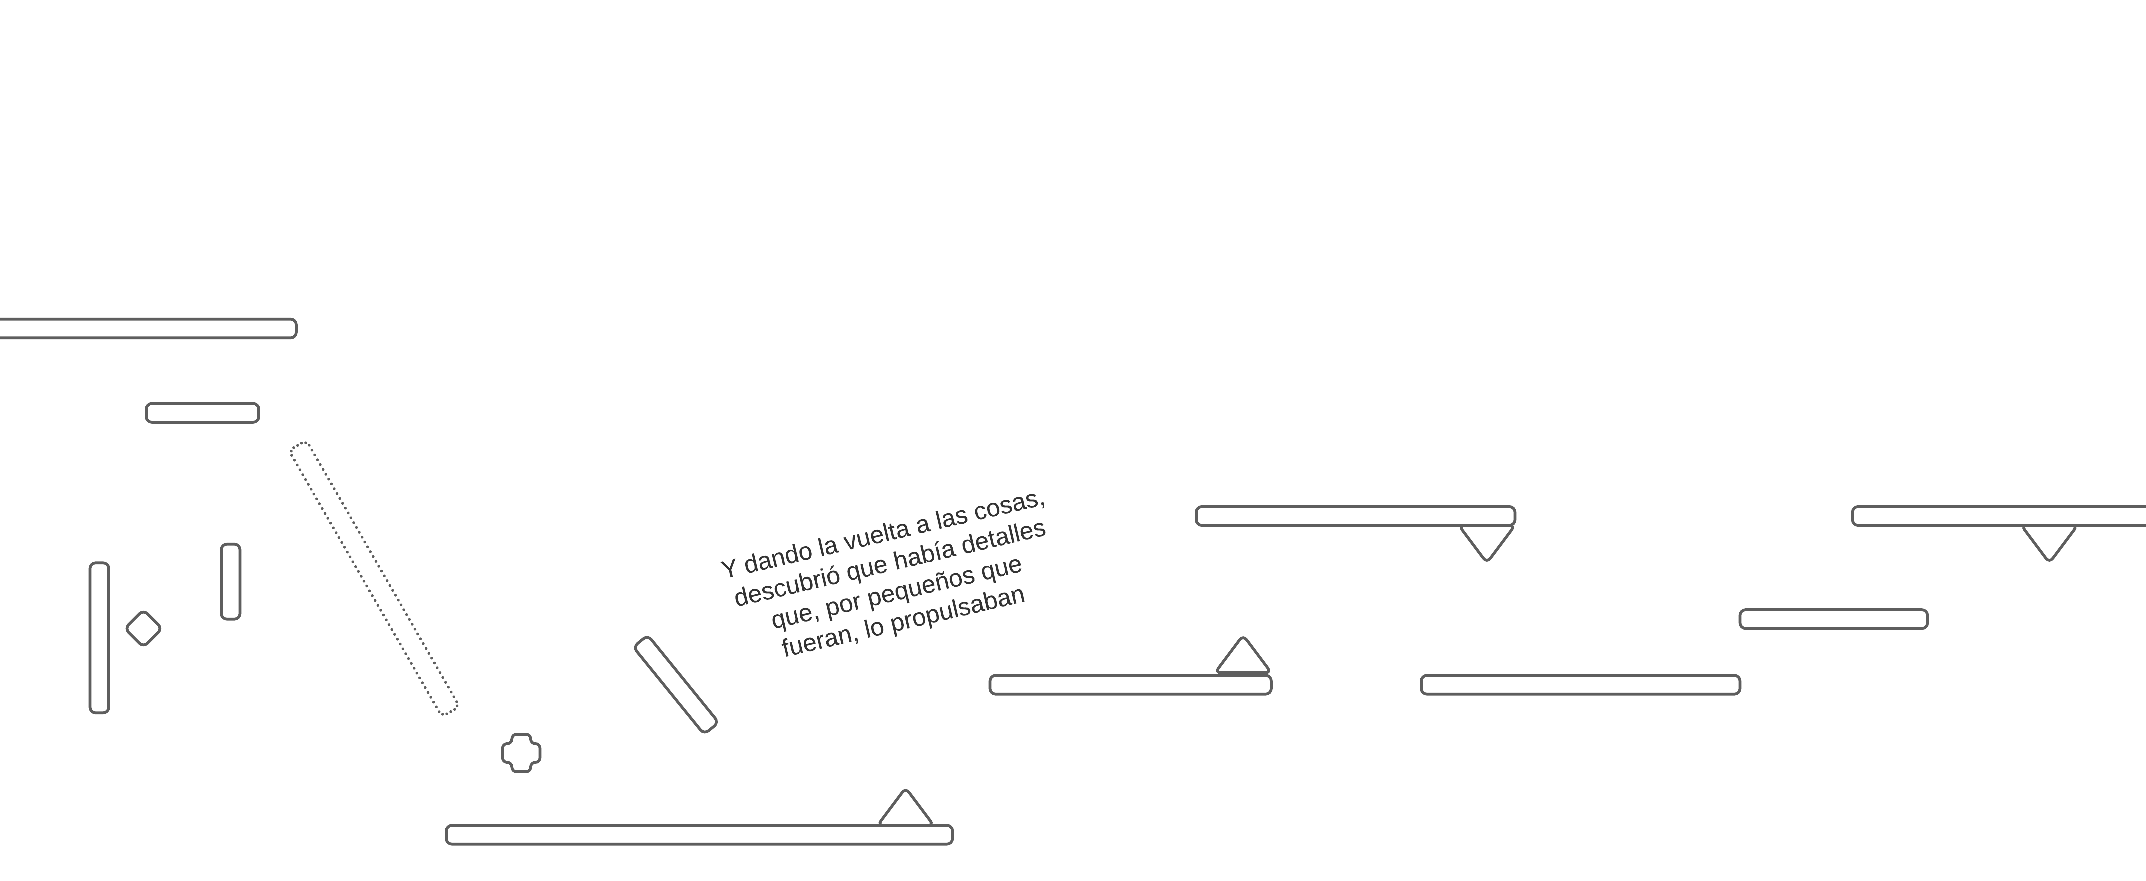 Y dando la vuelta a las cosas,
descubrió que había detalles
que, por pequeños que
fueran, lo propulsaban